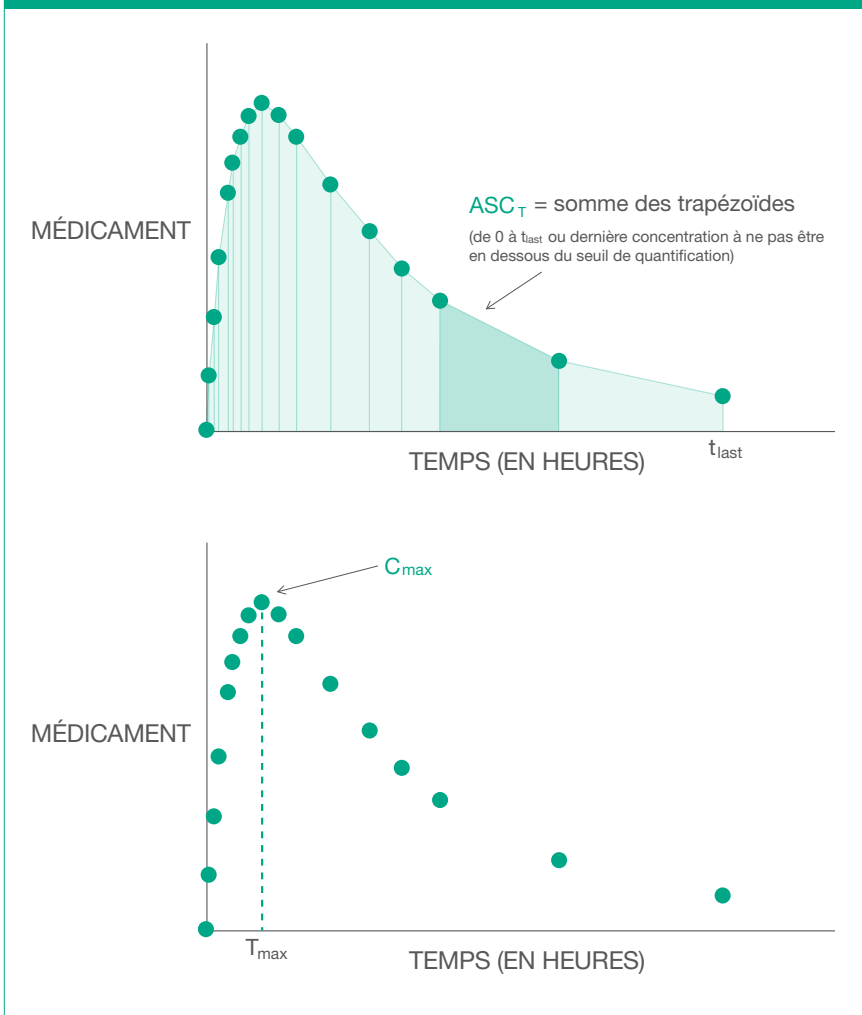 MÉDICAMENT
ASC T = somme des trapézoïdes
(de 0 à tlast ou dernière concentration à ne pas être
en dessous du seuil de quantification)
TEMPS (EN HEURES)
tlast
Cmax
MÉDICAMENT
Tmax
TEMPS (EN HEURES)